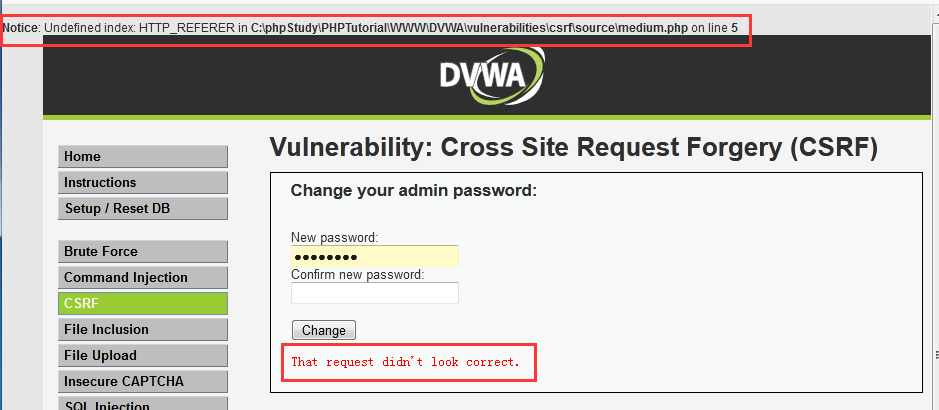 Notice: Undefined index: HTTP_REFERER in C:\phpStudy\PHPTutorial\WWW\DVWA\vulnerabilities\csrf\source\medium.php on line 5
DVWA
Vulnerability: Cross Site Request Forgery (CSRF)
Home
Instructions
Setup / Reset DB
Brute Force
Command Injection
CSRF
File Inclusion
File Upload
Insecure CAPTCHA
SQL Injection
Change your admin password:
New password:
●●●●●●●●
Confirm new password:
Change
That request didn't look correct.